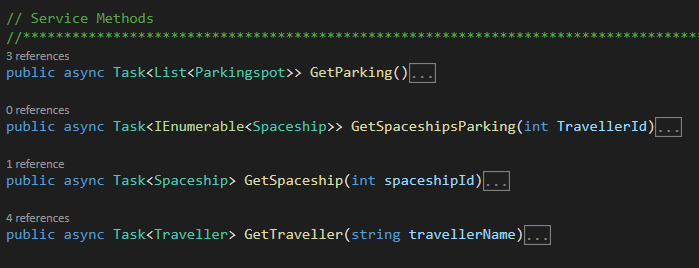 // Service Methods
//*************************************************************************************
3 references
public async Task<List<Parkingspot>> GetParking()...
0 references
public async Task<IEnumerable<Spaceship>> GetSpaceshipsParking(int TravellerId)...
1 reference
public async Task<Spaceship> GetSpaceship(int spaceshipId)...
4 references
public async Task<Traveller> GetTraveller(string travellerName)...